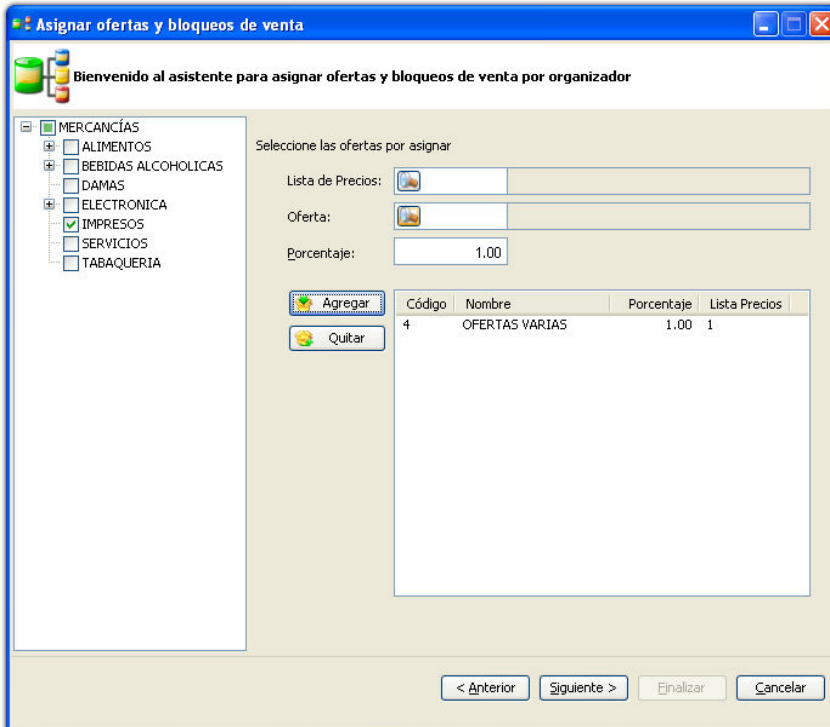 Asignar ofertas y bloqueos de venta
Bienvenido al asistente para asignar ofertas y bloqueos de venta por organizador
MERCANCÍAS
ALIMENTOS
BEBIDAS ALCOHOLICAS
DAMAS
ELECTRONICA
IMPRESOS
SERVICIOS
TABAQUERIA
Seleccione las ofertas por asignar
Lista de Precios:
Oferta:
Porcentaje: 1.00
Agregar
Quitar
Código Nombre Porcentaje Lista Precios
4 OFERTAS VARIAS 1.00 1
< Anterior Siguiente > Finalizar Cancelar